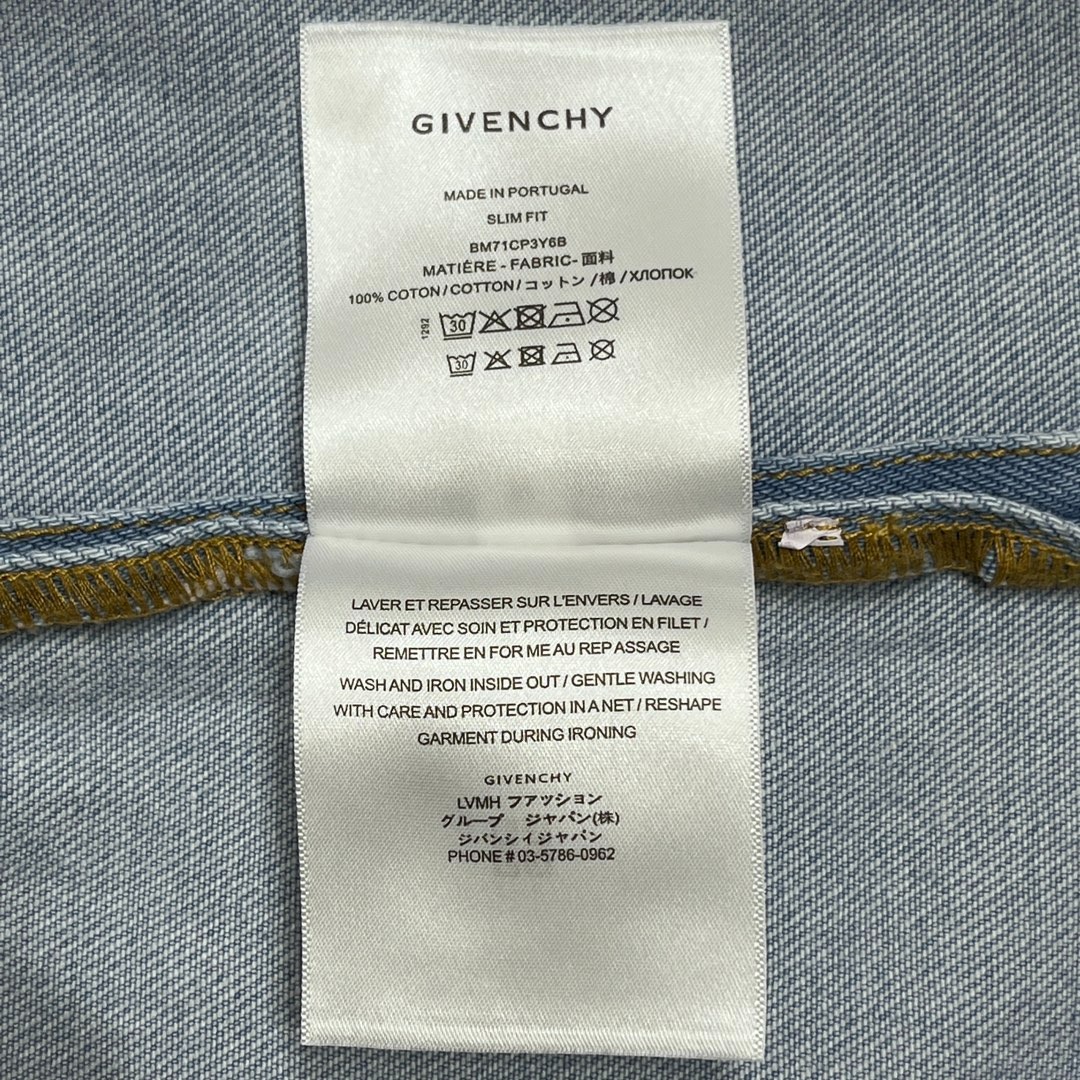 GIVENCHY
MADE IN PORTUGAL
SLIM FIT
BM71CP3Y6B
MATIÉRE - FABRIC- 面料
100% COTON / COTTON / コットン / 棉 / ХЛОПОК
1292
30
30
LAVER ET REPASSER SUR L'ENVERS / LAVAGE
DÉLICAT AVEC SOIN ET PROTECTION EN FILET /
REMETTRE EN FOR ME AU REP ASSAGE
WASH AND IRON INSIDE OUT / GENTLE WASHING
WITH CARE AND PROTECTION IN A NET / RESHAPE
GARMENT DURING IRONING
GIVENCHY
LVMH ファアッション
グループ ジャパン(株)
ジバンシイジャパン
PHONE # 03-5786-0962